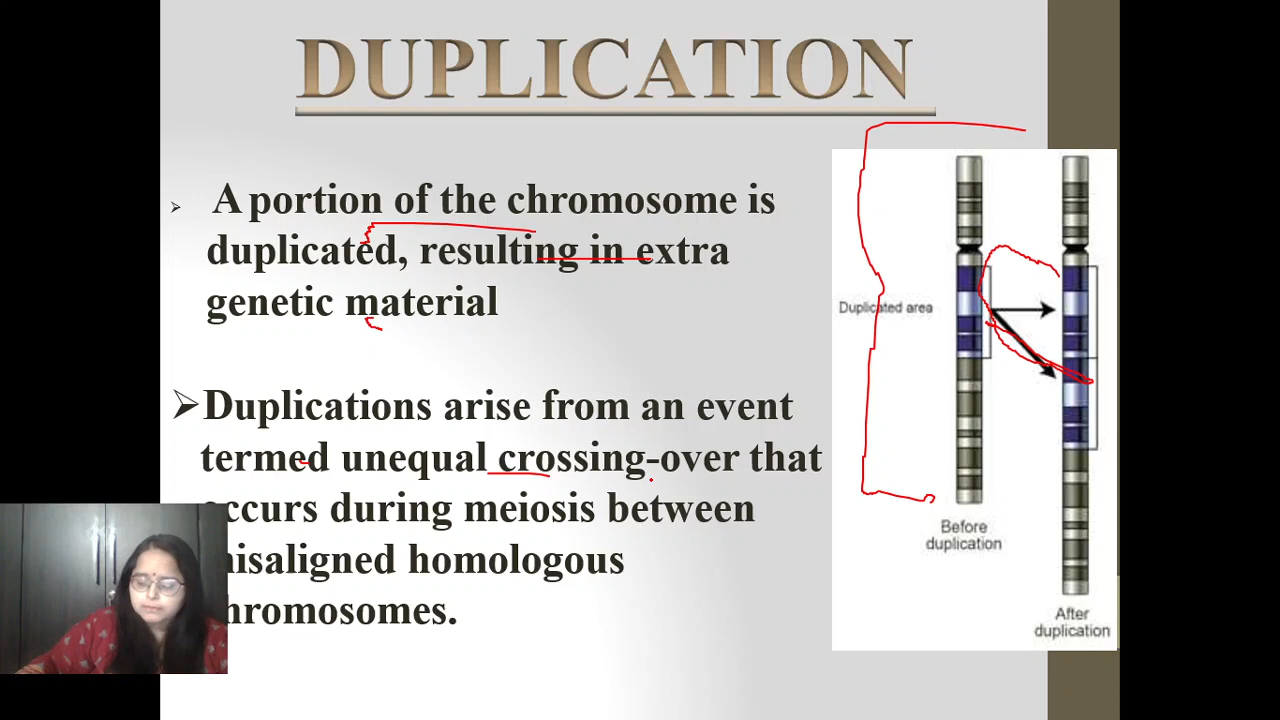 DUPLICATION
A portion of the chromosome is
duplicated, resulting in extra
genetic material
Duplications arise from an event
termed unequal crossing-over that
occurs during meiosis between
misaligned homologous
chromosomes.
Duplicated area
Before
duplication
After
duplication